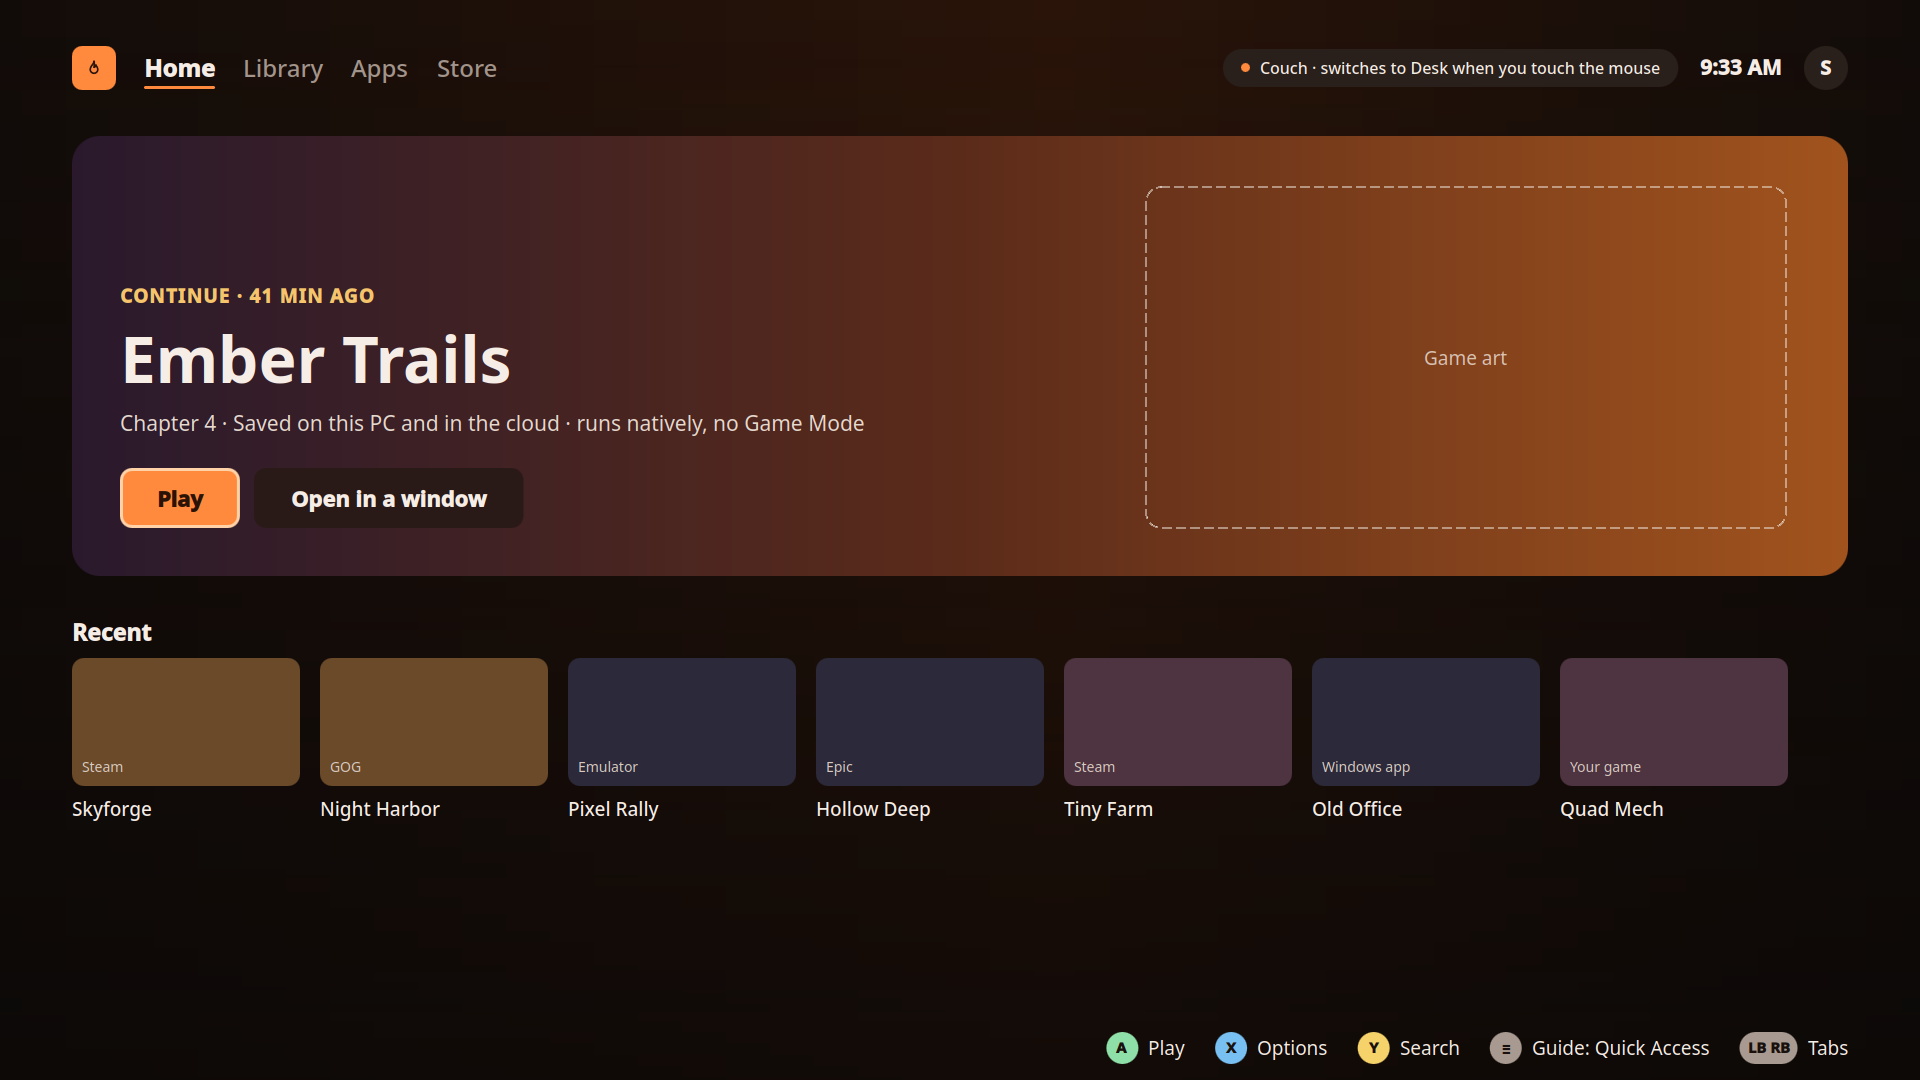 Home Library Apps Store
Couch · switches to Desk when you touch the mouse
9:33 AM
S
CONTINUE · 41 MIN AGO
Ember Trails
Chapter 4 · Saved on this PC and in the cloud · runs natively, no Game Mode
Play
Open in a window
Game art
Recent
Steam
Skyforge
GOG
Night Harbor
Emulator
Pixel Rally
Epic
Hollow Deep
Steam
Tiny Farm
Windows app
Old Office
Your game
Quad Mech
A Play
X Options
Y Search
≡ Guide: Quick Access
LB RB Tabs